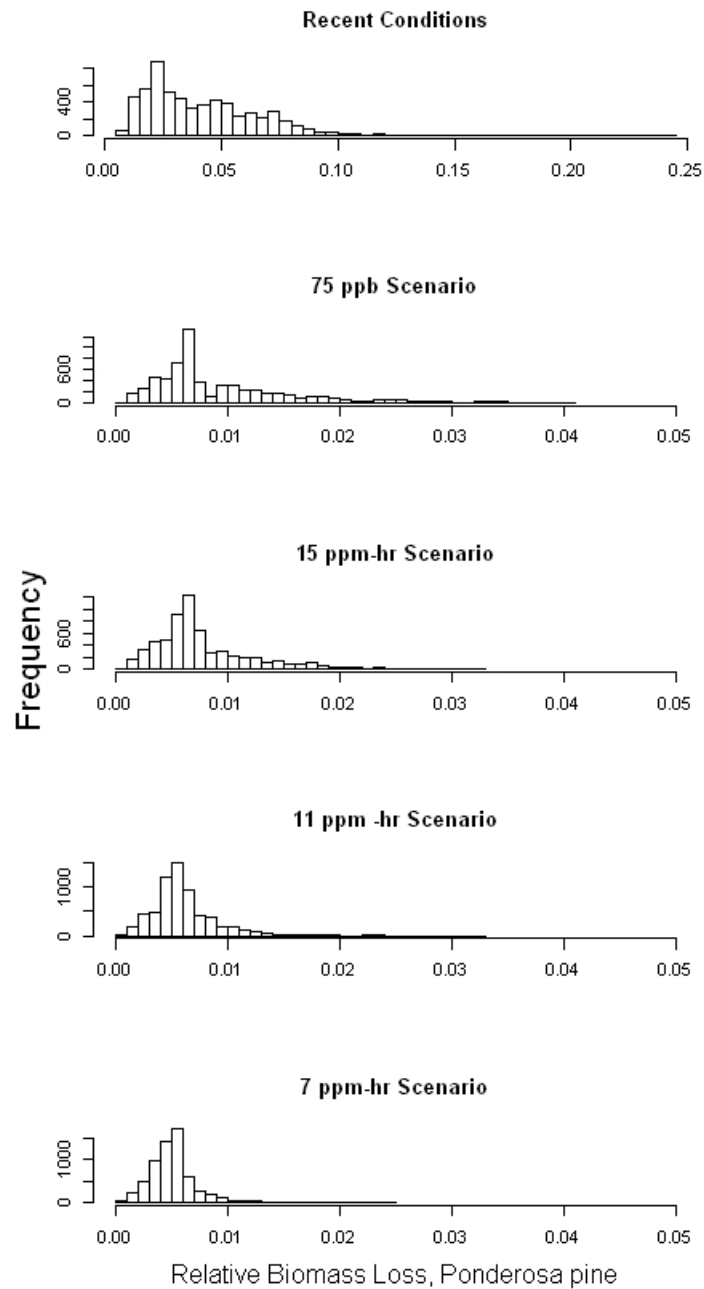 Recent Conditions
400
0
0.00 0.05 0.10 0.15 0.20 0.25
75 ppb Scenario
600
0
0.00 0.01 0.02 0.03 0.04 0.05
15 ppm-hr Scenario
Frequency
600
0
0.00 0.01 0.02 0.03 0.04 0.05
11 ppm -hr Scenario
1000
0
0.00 0.01 0.02 0.03 0.04 0.05
7 ppm-hr Scenario
1000
0
0.00 0.01 0.02 0.03 0.04 0.05
Relative Biomass Loss, Ponderosa pine